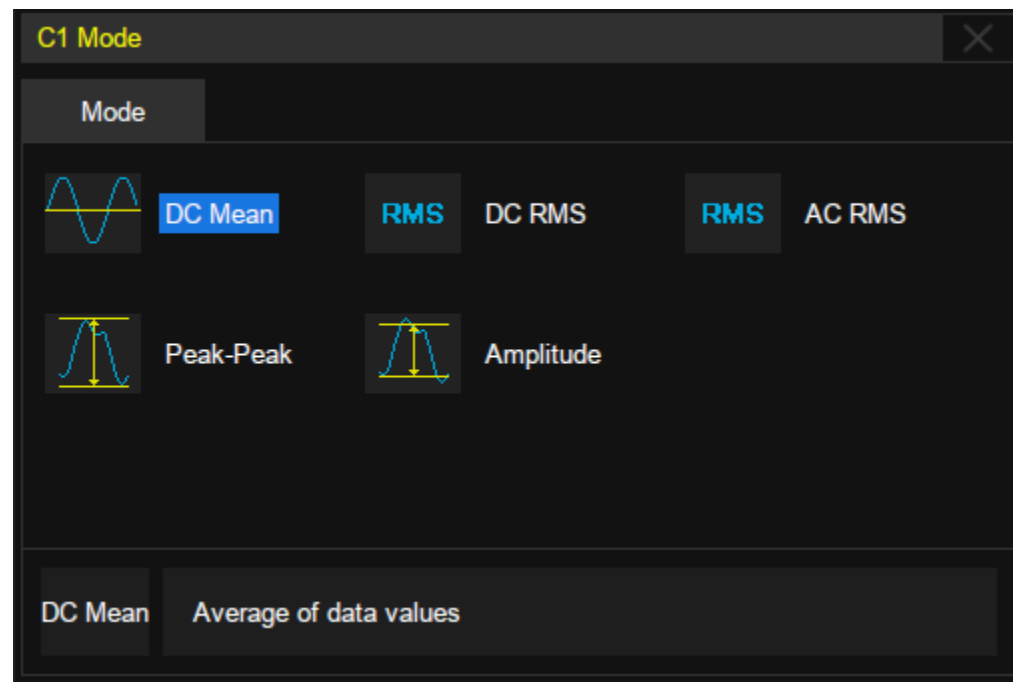 C1 Mode
Mode
DC Mean
RMS DC RMS
RMS AC RMS
Peak-Peak
Amplitude
DC Mean Average of data values